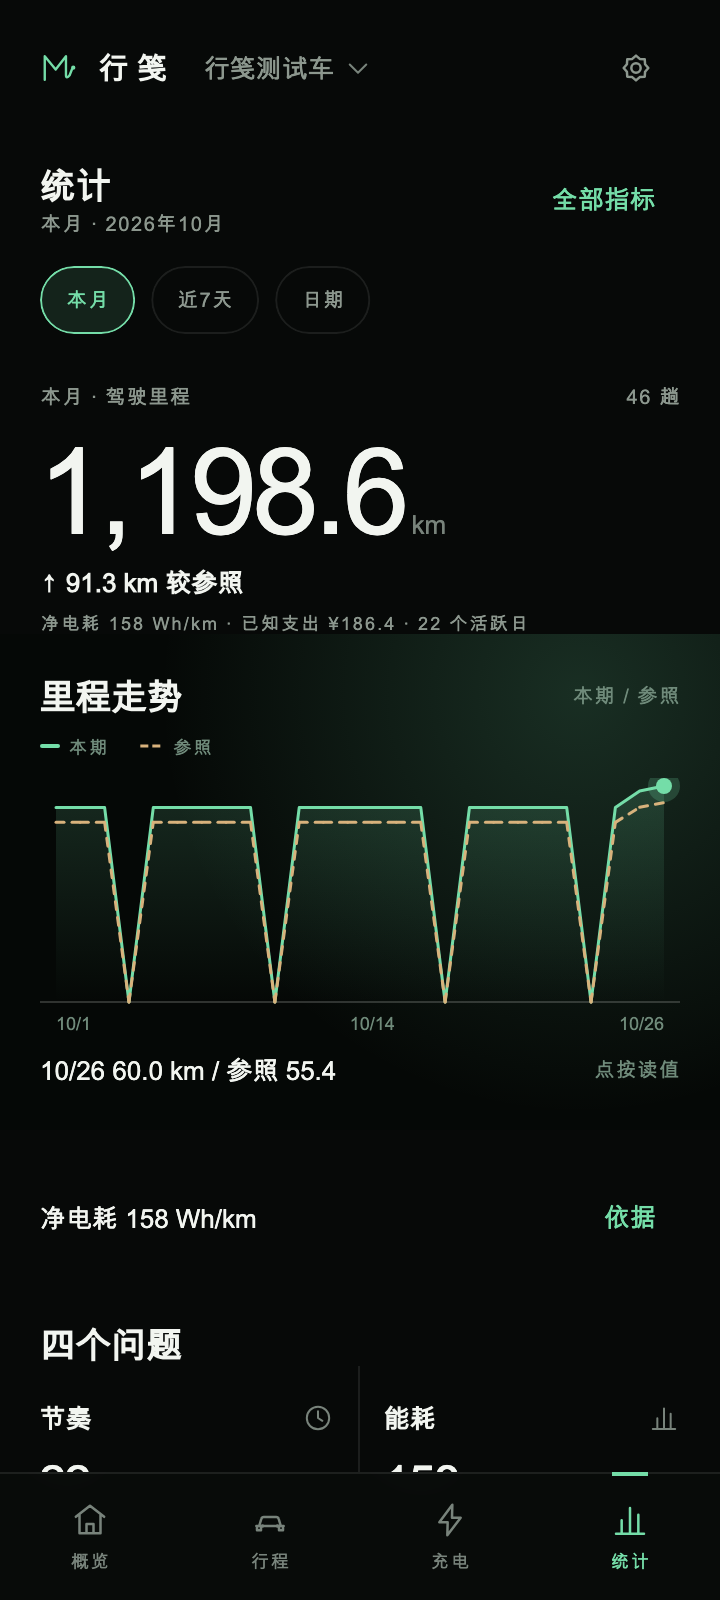 行笺 行笺测试车
统计
全部指标
本月 · 2026年10月
本月 近7天 日期
本月 · 驾驶里程 46 趟
1,198.6 km
↑ 91.3 km 较参照
净电耗 158 Wh/km · 已知支出 ¥186.4 · 22 个活跃日
里程走势 本期 / 参照
本期 参照
10/1 10/14 10/26
10/26 60.0 km / 参照 55.4 点按读值
净电耗 158 Wh/km 依据
四个问题
节奏 能耗
概览 行程 充电 统计